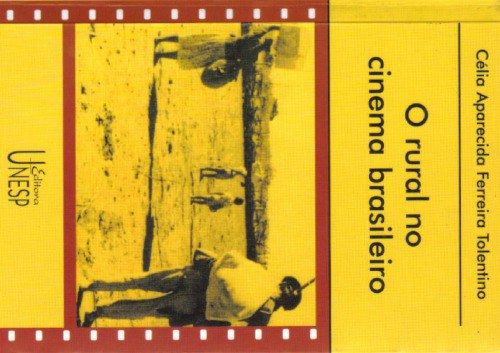 Célia Aparecida Ferreira Tolentino
O rural no
cinema brasileiro
Editora
UNESP